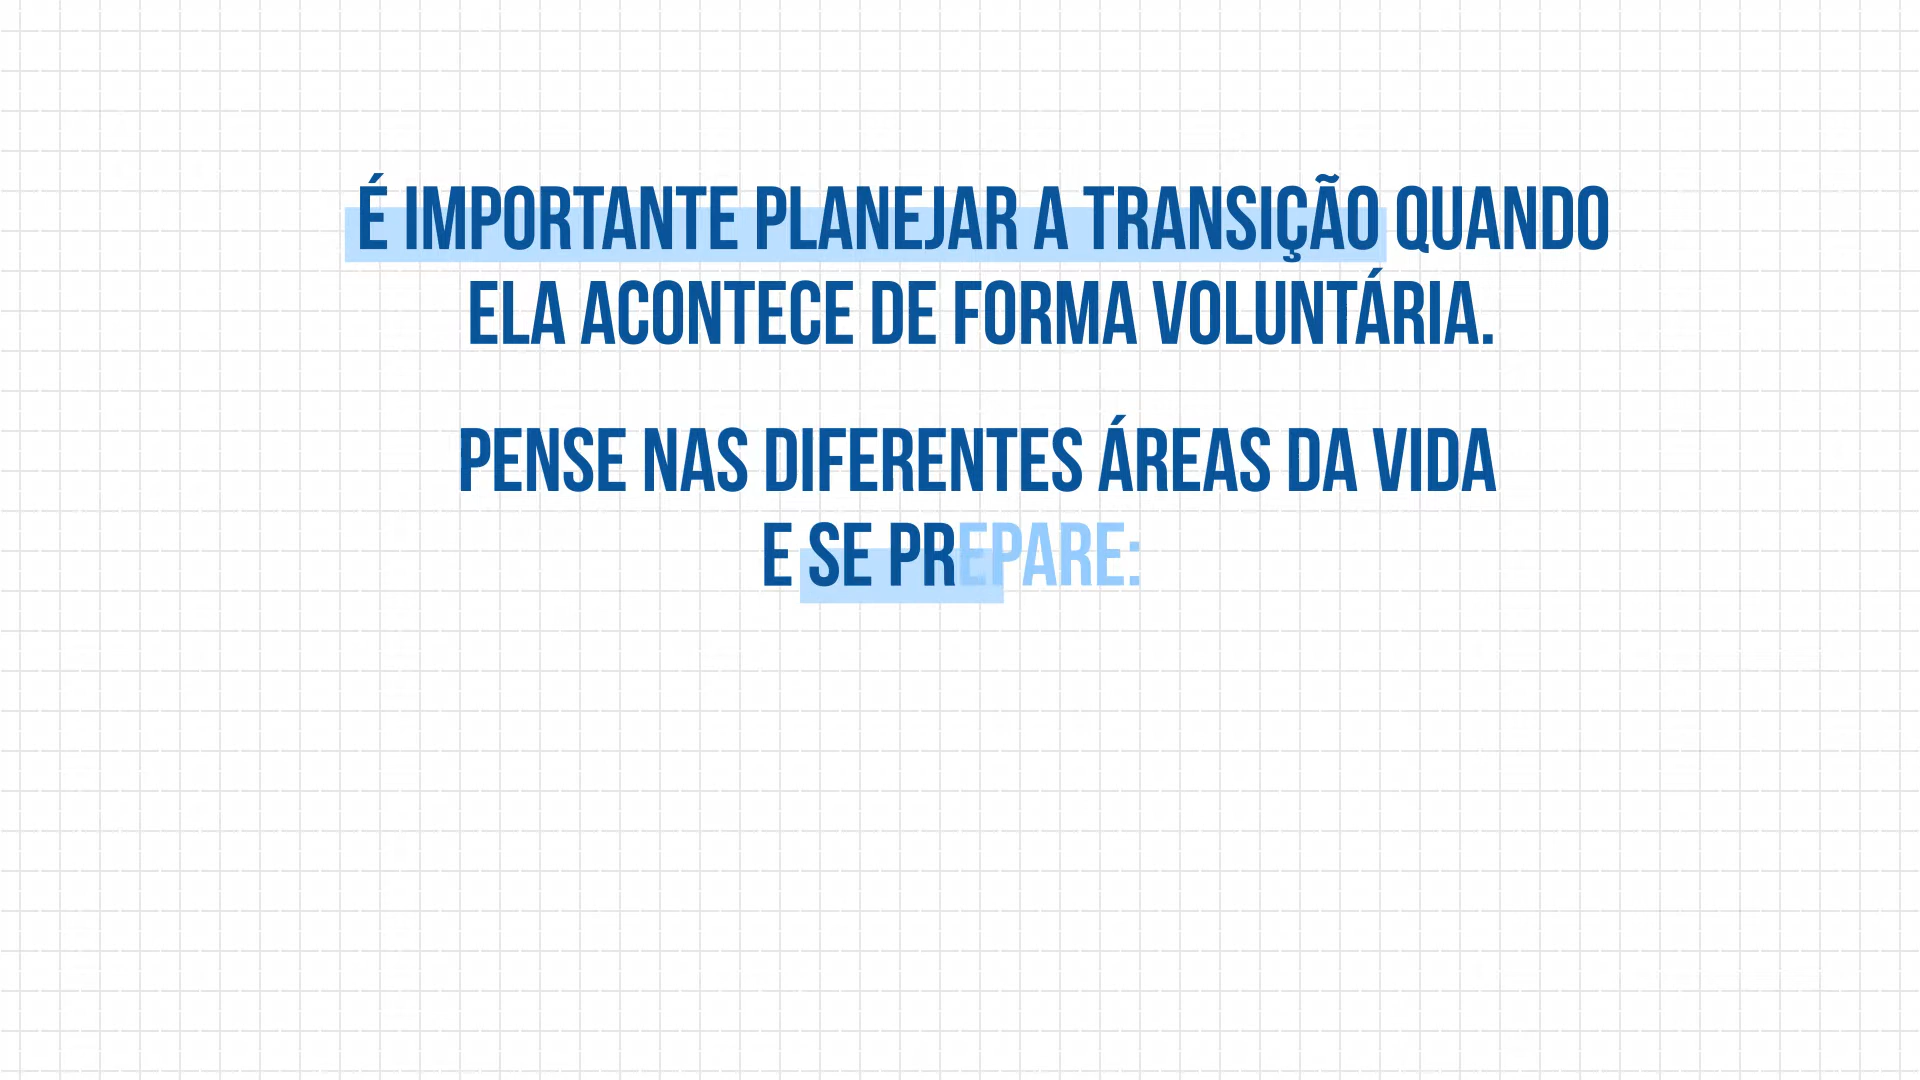 É IMPORTANTE PLANEJAR A TRANSIÇÃO QUANDO
ELA ACONTECE DE FORMA VOLUNTÁRIA.
PENSE NAS DIFERENTES ÁREAS DA VIDA
E SE PREPARE: